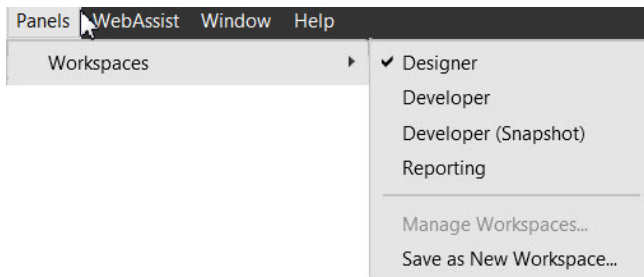 Panels WebAssist Window Help
Workspaces
Designer
Developer
Developer (Snapshot)
Reporting
Manage Workspaces...
Save as New Workspace...